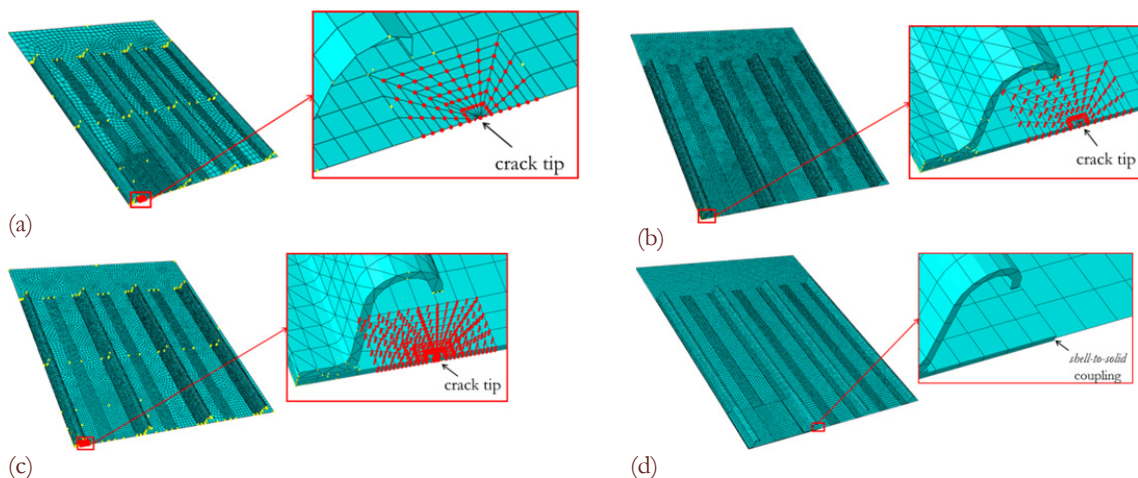 crack tip
(a)
crack tip
(b)
crack tip
(c)
shell-to-solid
coupling
(d)